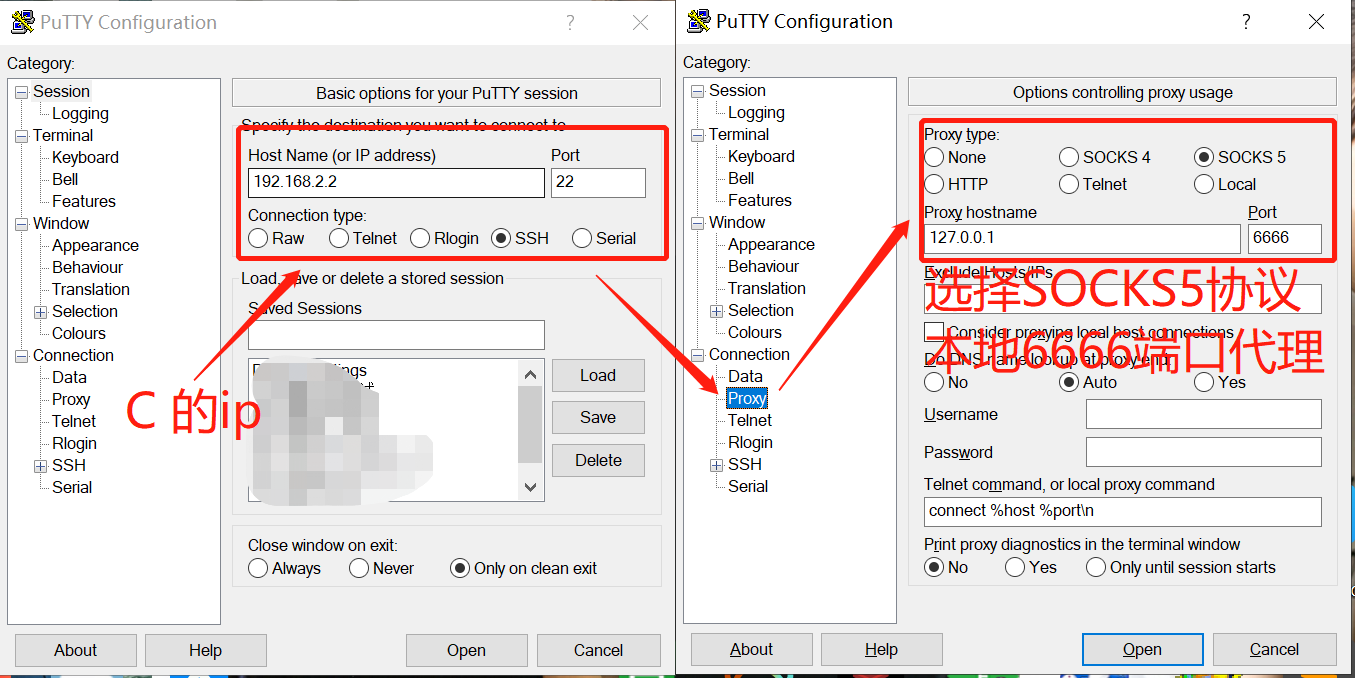 PuTTY Configuration
?
Category:
Session
Logging
Terminal
Keyboard
Bell
Features
Window
Appearance
Behaviour
Translation
Selection
Colours
Connection
Data
Proxy
Telnet
Rlogin
SSH
Serial
Basic options for your PuTTY session
Specify the destination you want to connect to
Host Name (or IP address)
Port
192.168.2.2
22
Connection type:
Raw
Telnet
Rlogin
SSH
Serial
Load, save or delete a stored session
Saved Sessions
Load
Save
Delete
C 的ip
Close window on exit:
Always
Never
Only on clean exit
About
Help
Open
Cancel
PuTTY Configuration
?
Category:
Session
Logging
Terminal
Keyboard
Bell
Features
Window
Appearance
Behaviour
Translation
Selection
Colours
Connection
Data
Proxy
Telnet
Rlogin
SSH
Serial
Options controlling proxy usage
Proxy type:
None
SOCKS 4
SOCKS 5
HTTP
Telnet
Local
Proxy hostname
Port
127.0.0.1
6666
Exclude Hosts/IPs
选择SOCKS5协议
Consider proxying local host connections
本地6666端口代理
Do DNS name lookup at proxy end:
No
Auto
Yes
Username
Password
Telnet command, or local proxy command
connect %host %port\n
Print proxy diagnostics in the terminal window
No
Yes
Only until session starts
About
Help
Open
Cancel